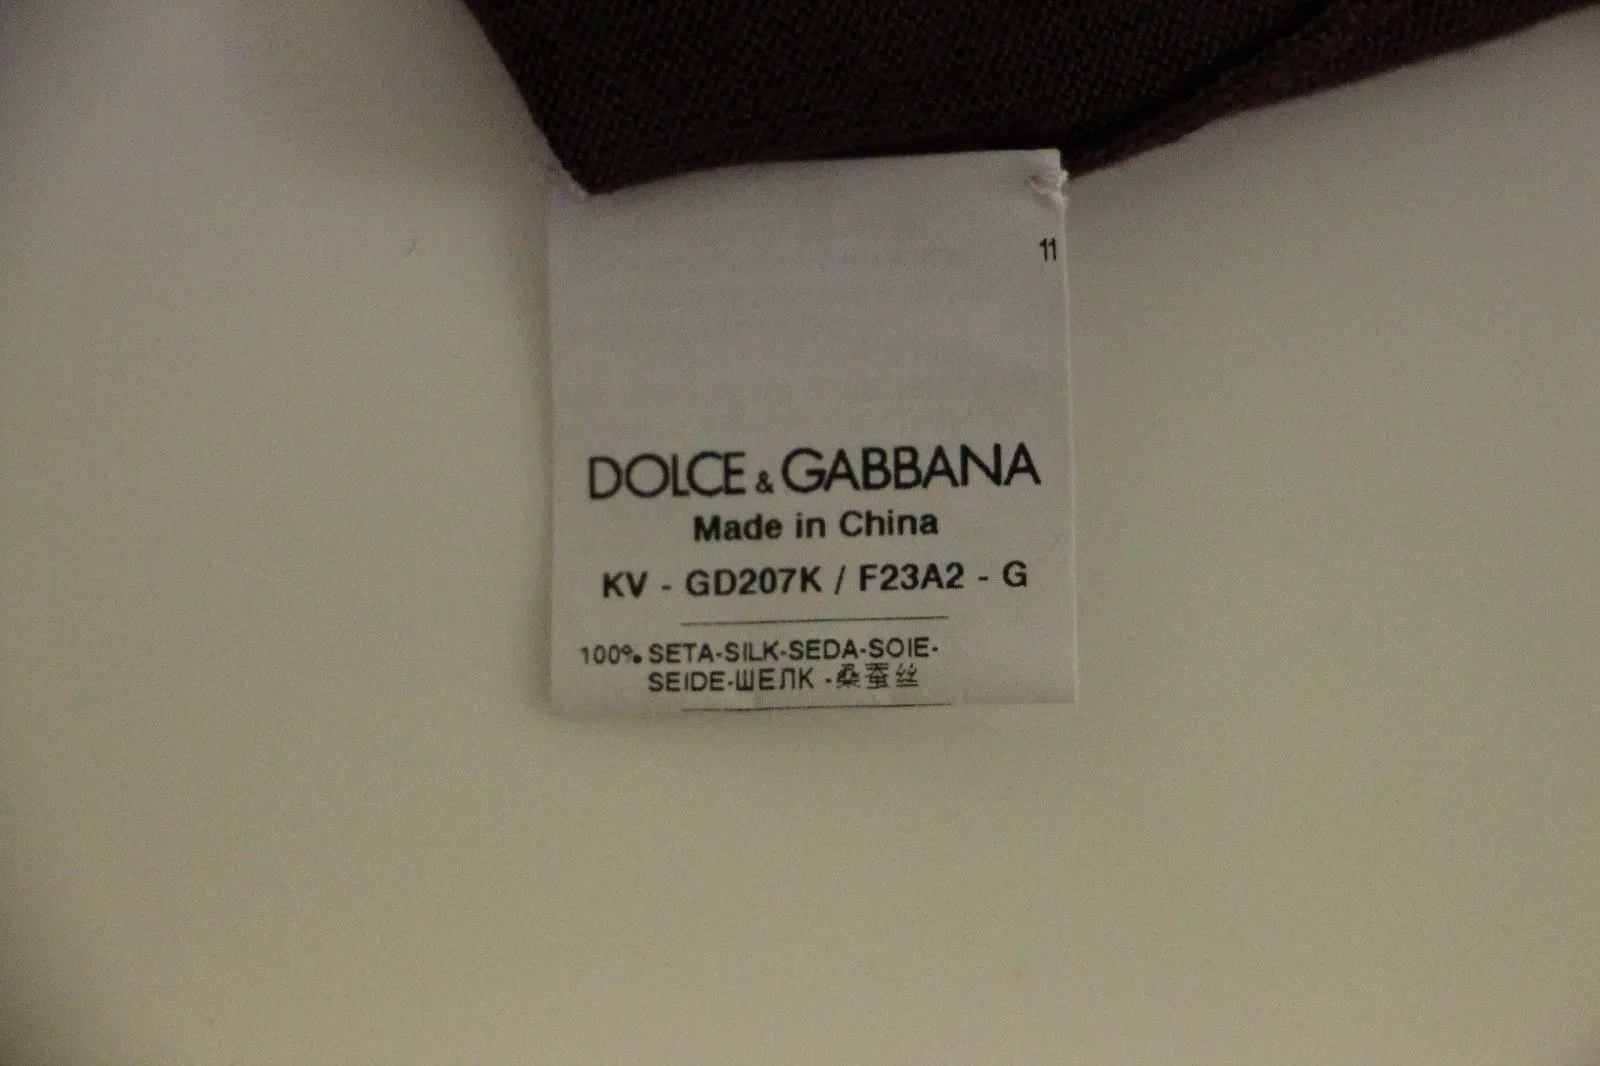 11
DOLCE & GABBANA
Made in China
KV - GD207K / F23A2 - G
100% SETA-SILK-SEDA-SOIE-
SEIDE-ШЕЛК -桑蚕丝